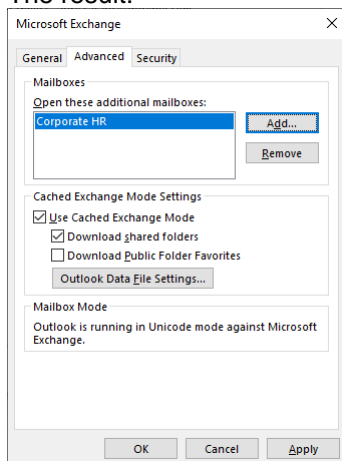 The result:
Microsoft Exchange
General Advanced Security
Mailboxes
Open these additional mailboxes:
Corporate HR
Add...
Remove
Cached Exchange Mode Settings
Use Cached Exchange Mode
Download shared folders
Download Public Folder Favorites
Outlook Data File Settings...
Mailbox Mode
Outlook is running in Unicode mode against Microsoft
Exchange.
OK Cancel Apply